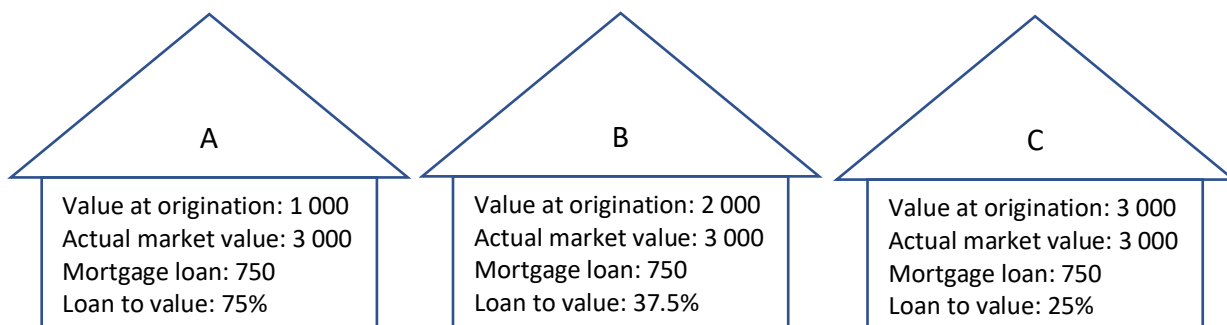 A
Value at origination: 1 000
Actual market value: 3 000
Mortgage loan: 750
Loan to value: 75%
B
Value at origination: 2 000
Actual market value: 3 000
Mortgage loan: 750
Loan to value: 37.5%
C
Value at origination: 3 000
Actual market value: 3 000
Mortgage loan: 750
Loan to value: 25%